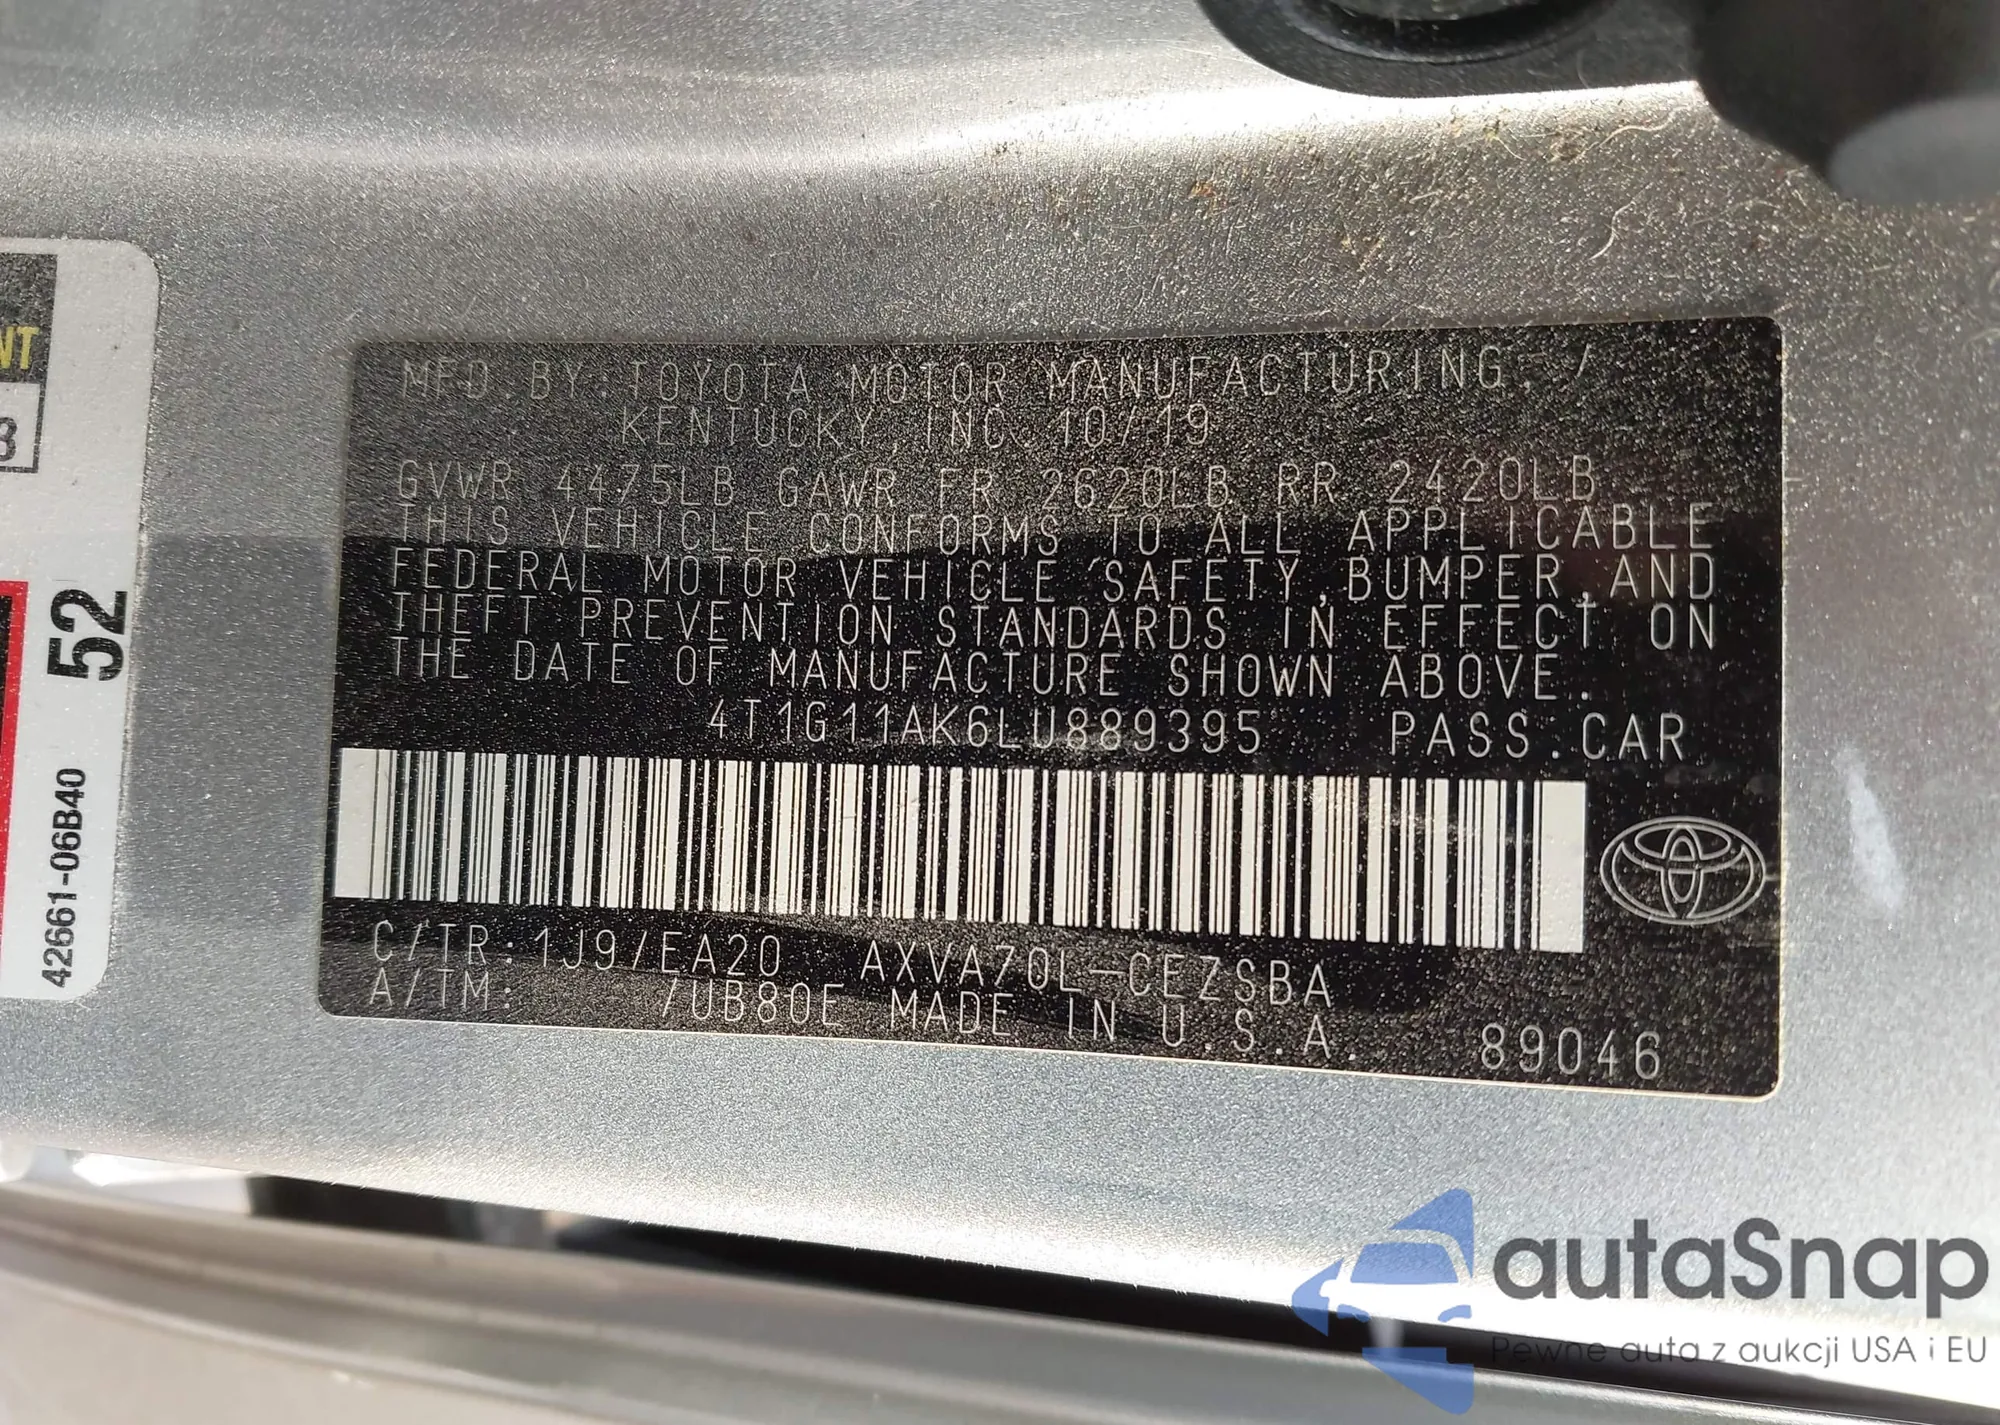 NT
3
52
42661-06B40
MFD.BY:TOYOTA MOTOR MANUFACTURING, /
KENTUCKY, INC. 10/19
GVWR 4475LB GAWR FR 2620LB RR 2420LB
THIS VEHICLE CONFORMS TO ALL APPLICABLE
FEDERAL MOTOR VEHICLE SAFETY,BUMPER,AND
THEFT PREVENTION STANDARDS IN EFFECT ON
THE DATE OF MANUFACTURE SHOWN ABOVE.
4T1G11AK6LU889395 PASS.CAR
C/TR:1J9/EA20 AXVA70L-CEZSBA
A/TM: /UB80E MADE IN U.S.A. 89046
autaSnap
Pewne auta z aukcji USA i EU